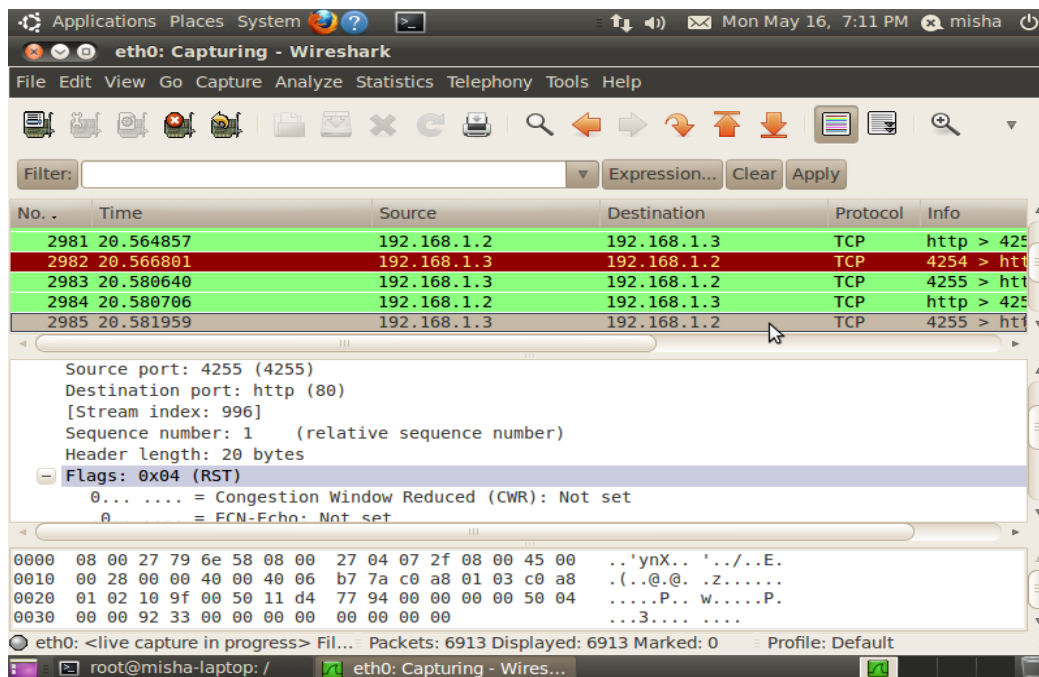 Applications Places System Mon May 16, 7:11 PM misha
eth0: Capturing - Wireshark
File Edit View Go Capture Analyze Statistics Telephony Tools Help
Filter: Expression... Clear Apply
No. . Time Source Destination Protocol Info
2981 20.564857 192.168.1.2 192.168.1.3 TCP http > 425
2982 20.566801 192.168.1.3 192.168.1.2 TCP 4254 > htt
2983 20.580640 192.168.1.3 192.168.1.2 TCP 4255 > htt
2984 20.580706 192.168.1.2 192.168.1.3 TCP http > 425
2985 20.581959 192.168.1.3 192.168.1.2 TCP 4255 > htt
Source port: 4255 (4255)
Destination port: http (80)
[Stream index: 996]
Sequence number: 1 (relative sequence number)
Header length: 20 bytes
Flags: 0x04 (RST)
0... .... = Congestion Window Reduced (CWR): Not set
.0.. .... = ECN-Echo: Not set
0000 08 00 27 79 6e 58 08 00 27 04 07 2f 08 00 45 00 ..'ynX.. '../..E.
0010 00 28 00 00 40 00 40 06 b7 7a c0 a8 01 03 c0 a8 .(..@.@. .z......
0020 01 02 10 9f 00 50 11 d4 77 94 00 00 00 00 50 04 .....P.. w.....P.
0030 00 00 92 33 00 00 00 00 00 00 00 00 ...3.... ....
eth0: <live capture in progress> Fil... Packets: 6913 Displayed: 6913 Marked: 0 Profile: Default
root@misha-laptop: / eth0: Capturing - Wires...